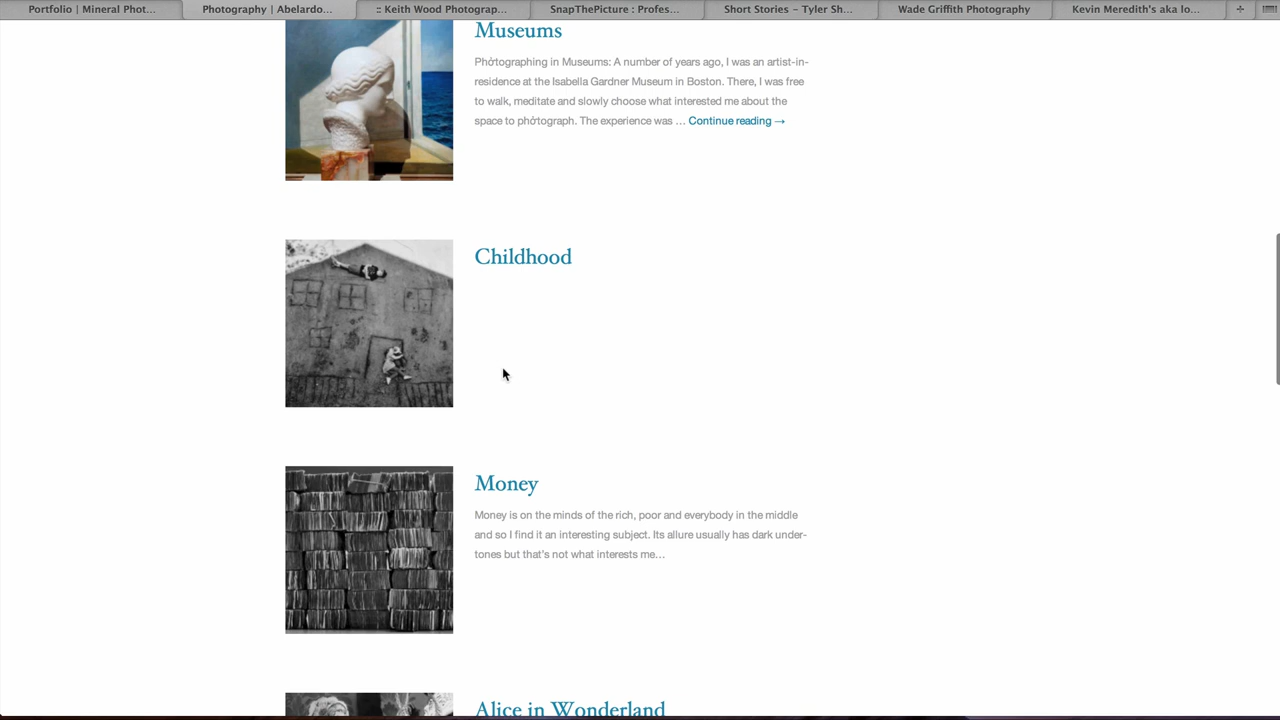 Portfolio | Mineral Phot...
Photography | Abelardo...
:: Keith Wood Photograp...
SnapThePicture : Profes...
Short Stories – Tyler Sh...
Wade Griffith Photography
Kevin Meredith's aka lo...
Museums
Photographing in Museums: A number of years ago, I was an artist-in-
residence at the Isabella Gardner Museum in Boston. There, I was free
to walk, meditate and slowly choose what interested me about the
space to photograph. The experience was … Continue reading →
Childhood
Money
Money is on the minds of the rich, poor and everybody in the middle
and so I find it an interesting subject. Its allure usually has dark under-
tones but that's not what interests me…
Alice in Wonderland